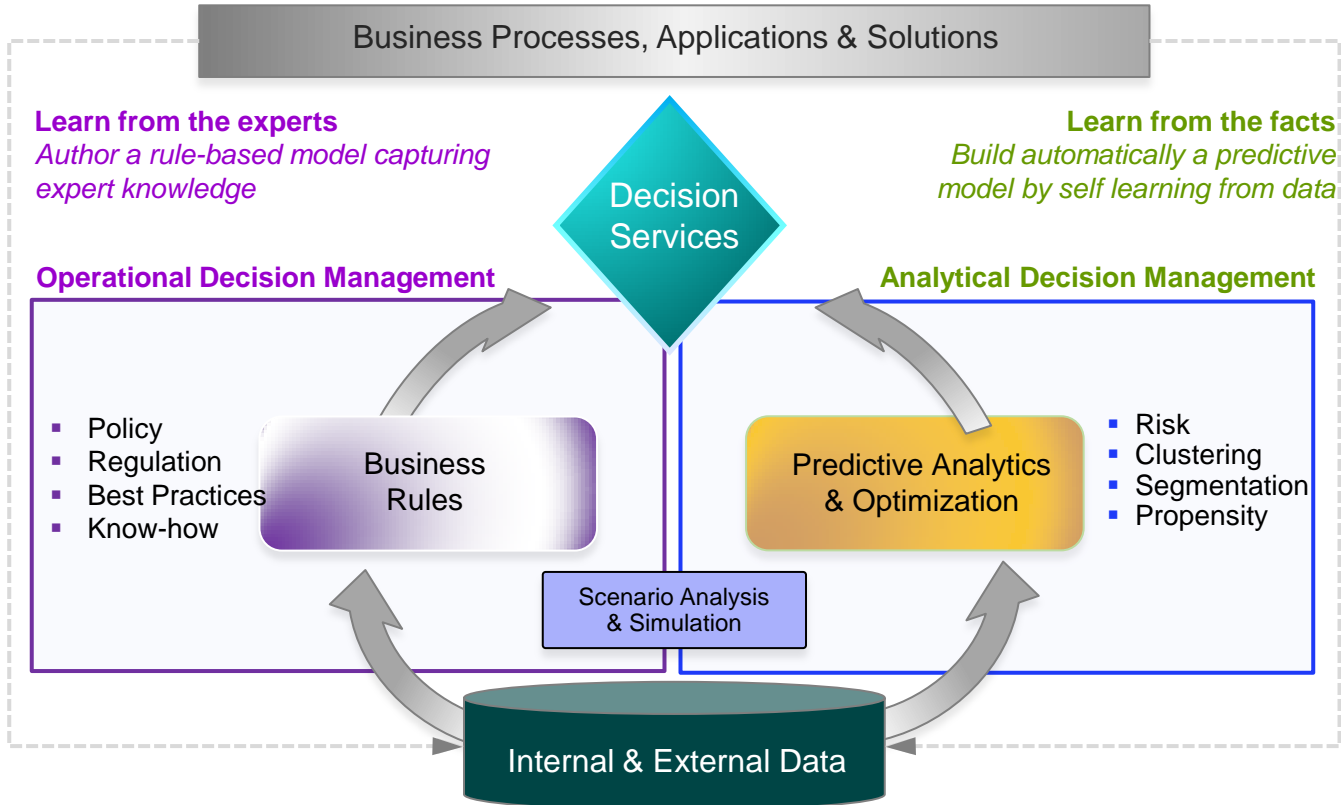 Business Processes, Applications & Solutions
Learn from the experts
Author a rule-based model capturing
expert knowledge
Learn from the facts
Build automatically a predictive
model by self learning from data
Decision
Services
Operational Decision Management
Analytical Decision Management
Policy
Regulation
Best Practices
Know-how
Business
Rules
Predictive Analytics
& Optimization
Risk
Clustering
Segmentation
Propensity
Scenario Analysis
& Simulation
Internal & External Data